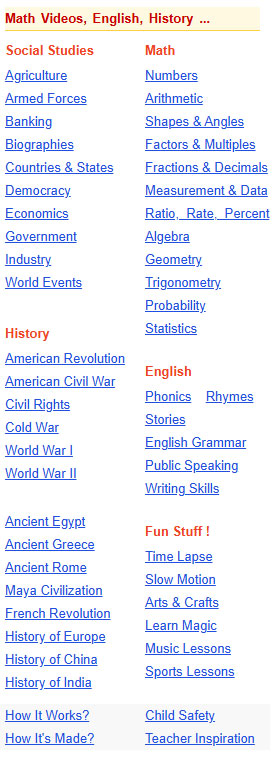 Math Videos, English, History ...
Social Studies
Agriculture
Armed Forces
Banking
Biographies
Countries & States
Democracy
Economics
Government
Industry
World Events
History
American Revolution
American Civil War
Civil Rights
Cold War
World War I
World War II
Ancient Egypt
Ancient Greece
Ancient Rome
Maya Civilization
French Revolution
History of Europe
History of China
History of India
How It Works?
How It's Made?
Math
Numbers
Arithmetic
Shapes & Angles
Factors & Multiples
Fractions & Decimals
Measurement & Data
Ratio, Rate, Percent
Algebra
Geometry
Trigonometry
Probability
Statistics
English
Phonics Rhymes
Stories
English Grammar
Public Speaking
Writing Skills
Fun Stuff !
Time Lapse
Slow Motion
Arts & Crafts
Learn Magic
Music Lessons
Sports Lessons
Child Safety
Teacher Inspiration